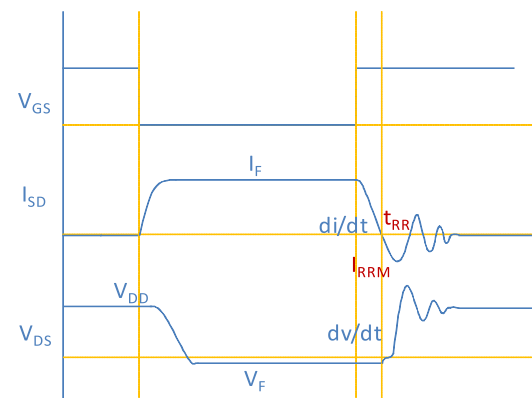 V_GS
I_F
I_SD
t_RR
di/dt
I_RRM
V_DD
V_DS
dv/dt
V_F